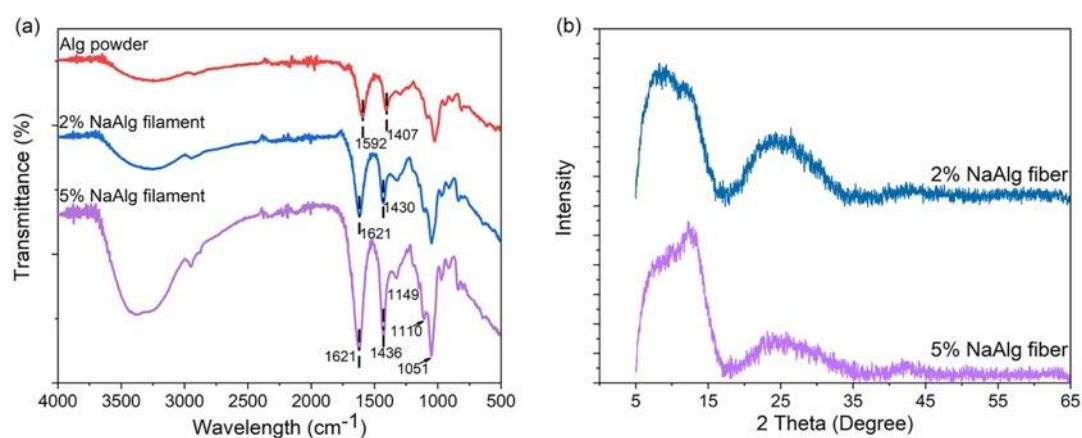 (a)
Alg powder
2% NaAlg filament
5% NaAlg filament
1592
1407
1430
1621
1149
1110
1621
1436
1051
Transmittance (%)
4000 3500 3000 2500 2000 1500 1000 500
Wavelength (cm-1)
(b)
2% NaAlg fiber
5% NaAlg fiber
Intensity
5 15 25 35 45 55 65
2 Theta (Degree)